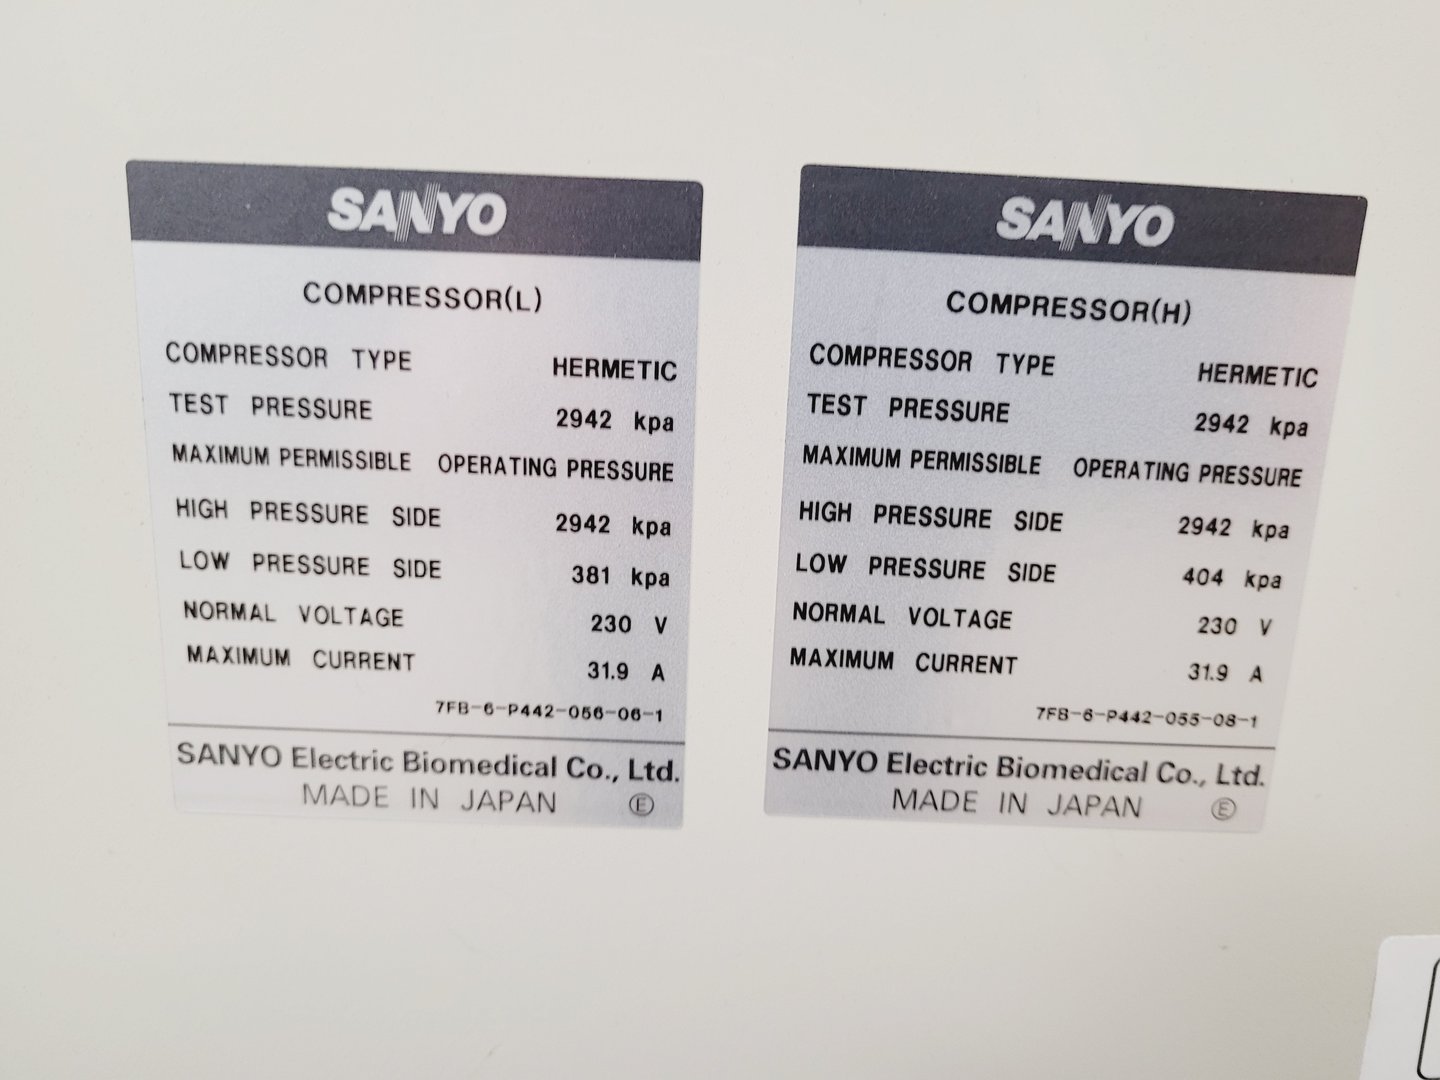 SANYO
COMPRESSOR(L)
COMPRESSOR TYPE HERMETIC
TEST PRESSURE 2942 kpa
MAXIMUM PERMISSIBLE OPERATING PRESSURE
HIGH PRESSURE SIDE 2942 kpa
LOW PRESSURE SIDE 381 kpa
NORMAL VOLTAGE 230 V
MAXIMUM CURRENT 31.9 A
7FB-6-P442-056-06-1
SANYO Electric Biomedical Co., Ltd.
MADE IN JAPAN Ⓔ
SANYO
COMPRESSOR(H)
COMPRESSOR TYPE HERMETIC
TEST PRESSURE 2942 kpa
MAXIMUM PERMISSIBLE OPERATING PRESSURE
HIGH PRESSURE SIDE 2942 kpa
LOW PRESSURE SIDE 404 kpa
NORMAL VOLTAGE 230 V
MAXIMUM CURRENT 31.9 A
7FB-6-P442-055-08-1
SANYO Electric Biomedical Co., Ltd.
MADE IN JAPAN Ⓔ